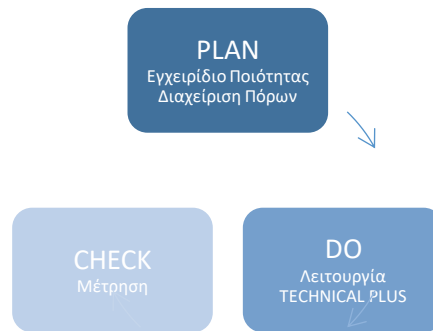 PLAN
Εγχειρίδιο Ποιότητας
Διαχείριση Πόρων
CHECK
Μέτρηση
DO
Λειτουργία
TECHNICAL PLUS